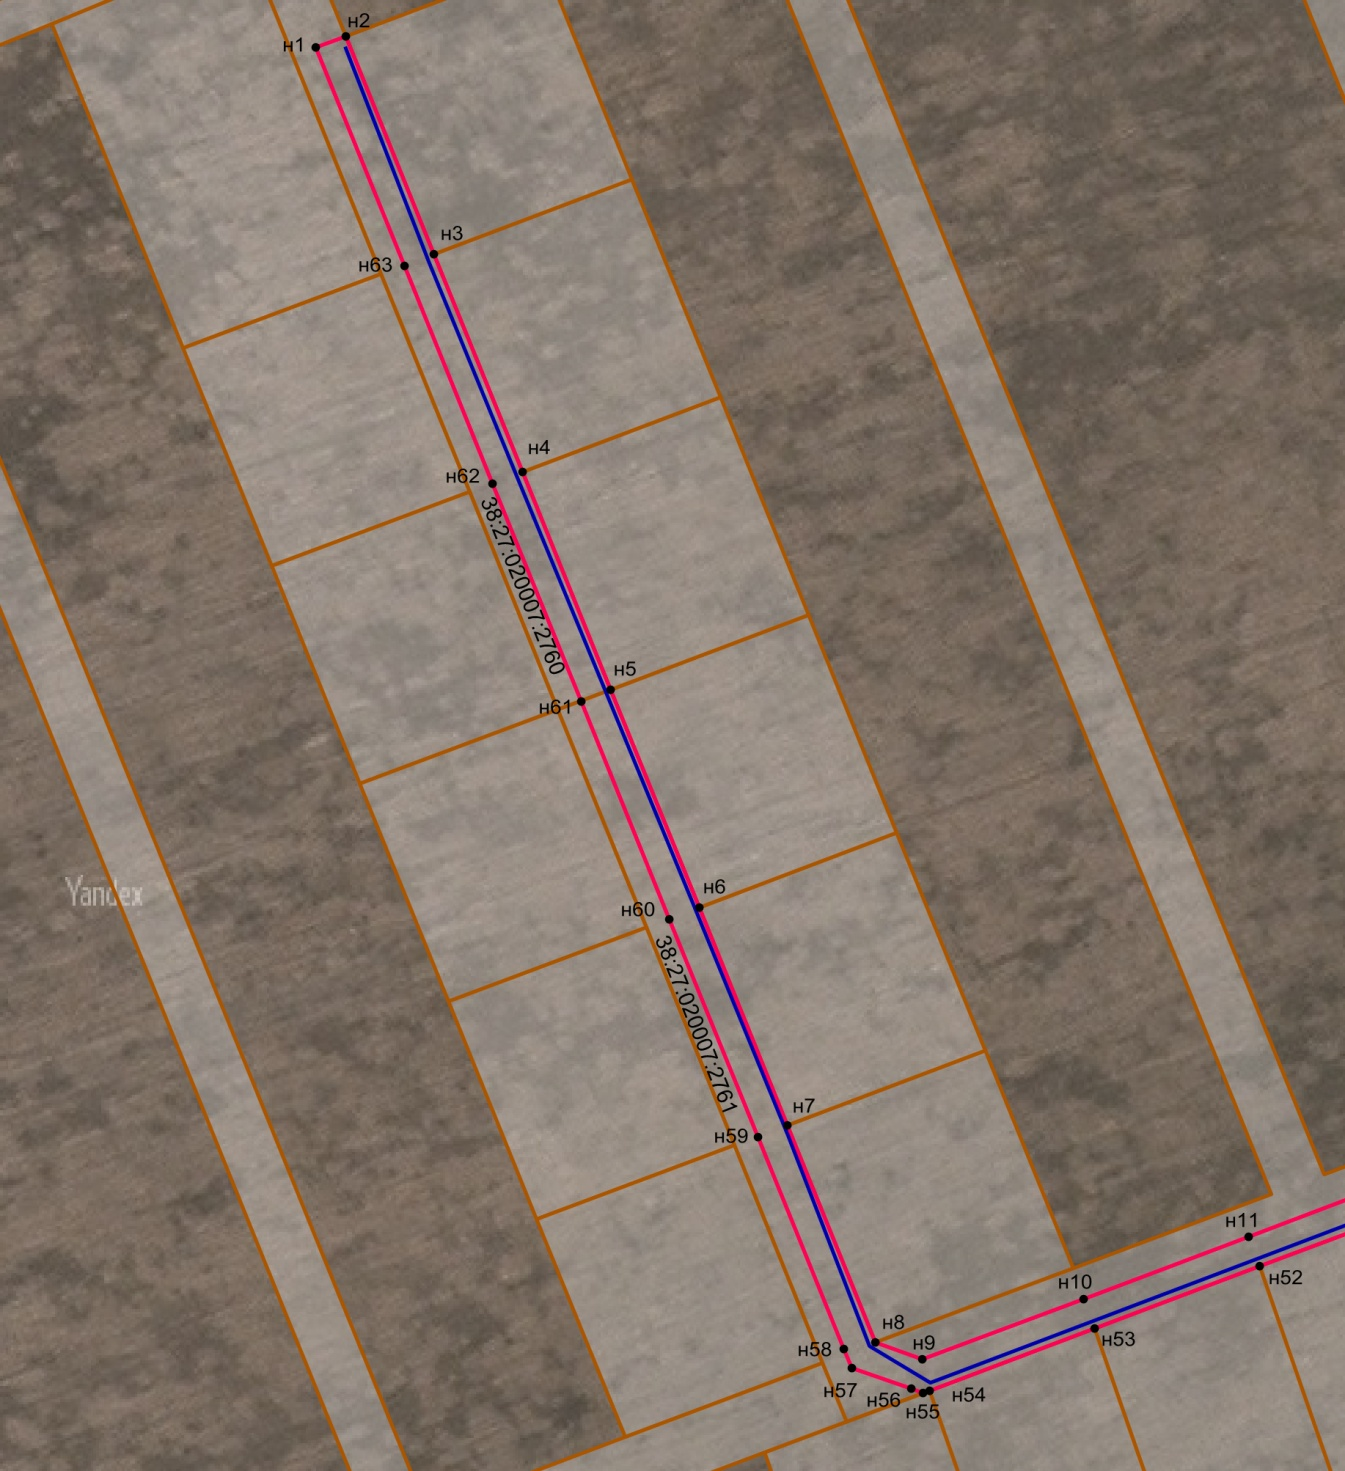 н2
н1
н3
н63
н4
н62
38:27:020007:2760
н5
н61
н6
н60
38:27:020007:2761
н7
н59
н11
н52
н10
н8
н53
н9
н58
н57
н56
н54
н55
Yandex